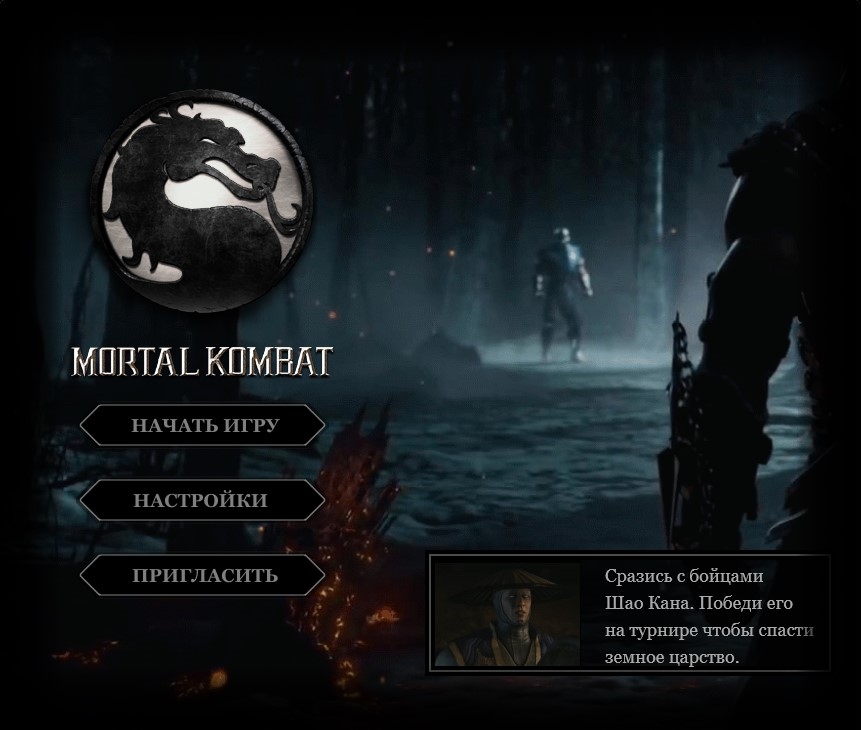 MORTAL KOMBAT
НАЧАТЬ ИГРУ
НАСТРОЙКИ
ПРИГЛАСИТЬ
Сразись с бойцами
Шао Кана. Победи его
на турнире чтобы спасти
земное царство.